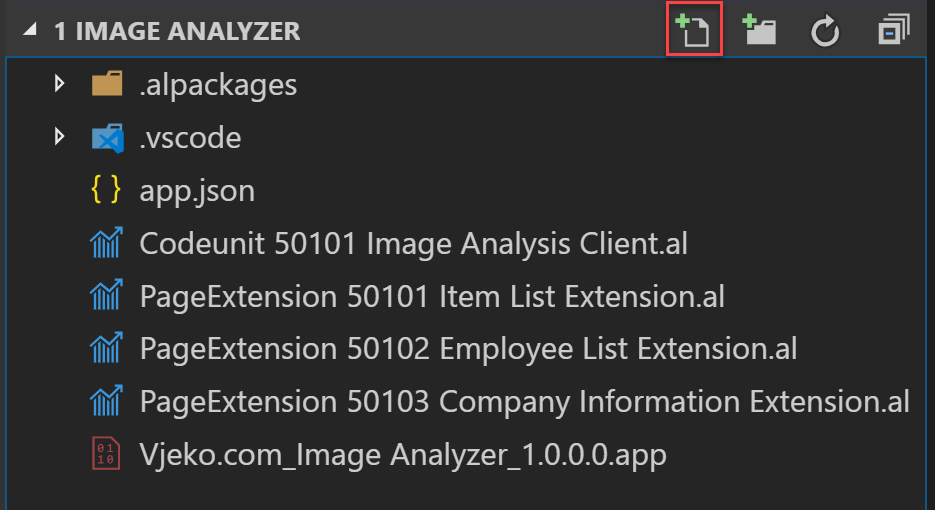 1 IMAGE ANALYZER
.alpackages
.vscode
{ } app.json
Codeunit 50101 Image Analysis Client.al
PageExtension 50101 Item List Extension.al
PageExtension 50102 Employee List Extension.al
PageExtension 50103 Company Information Extension.al
Vjeko.com_Image Analyzer_1.0.0.0.app